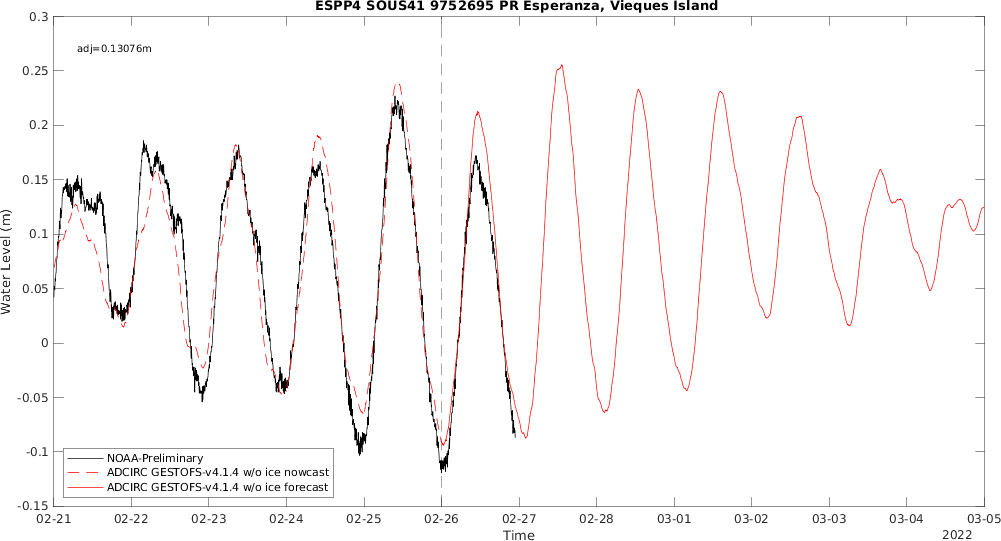 ESPP4 SOUS41 9752695 PR Esperanza, Vieques Island
0.3
adj=0.13076m
0.25
0.2
0.15
0.1
0.05
0
-0.05
-0.1
-0.15
Water Level (m)
NOAA-Preliminary
ADCIRC GESTOFS-v4.1.4 w/o ice nowcast
ADCIRC GESTOFS-v4.1.4 w/o ice forecast
02-21 02-22 02-23 02-24 02-25 02-26 02-27 02-28 03-01 03-02 03-03 03-04 03-05
Time
2022